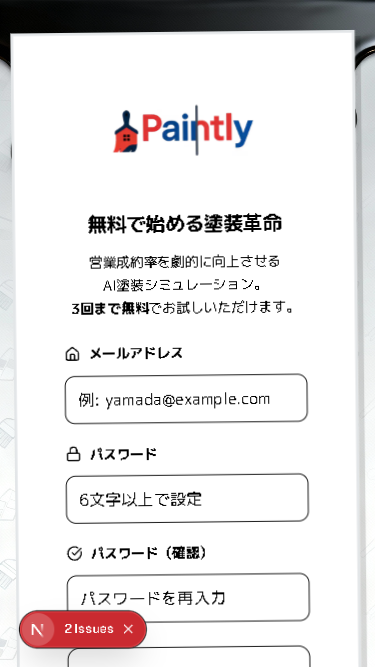 Paintly
無料で始める塗装革命
営業成約率を劇的に向上させる
AI塗装シミュレーション。
3回まで無料でお試しいただけます。
メールアドレス
例: yamada@example.com
パスワード
6文字以上で設定
パスワード（確認）
パスワードを再入力
N 2 Issues ×